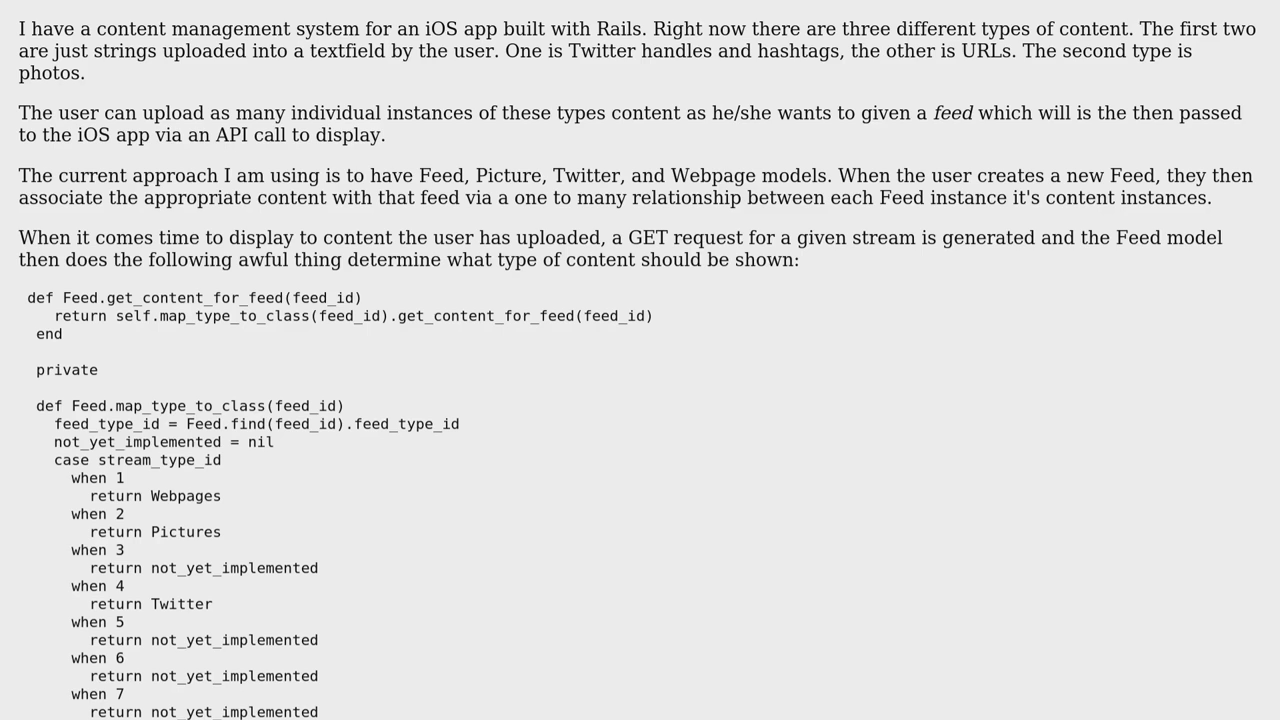 I have a content management system for an iOS app built with Rails. Right now there are three different types of content. The first two
are just strings uploaded into a textfield by the user. One is Twitter handles and hashtags, the other is URLs. The second type is
photos.
The user can upload as many individual instances of these types content as he/she wants to given a feed which will is the then passed
to the iOS app via an API call to display.
The current approach I am using is to have Feed, Picture, Twitter, and Webpage models. When the user creates a new Feed, they then
associate the appropriate content with that feed via a one to many relationship between each Feed instance it's content instances.
When it comes time to display to content the user has uploaded, a GET request for a given stream is generated and the Feed model
then does the following awful thing determine what type of content should be shown:
def Feed.get_content_for_feed(feed_id)
return self.map_type_to_class(feed_id).get_content_for_feed(feed_id)
end
private
def Feed.map_type_to_class(feed_id)
feed_type_id = Feed.find(feed_id).feed_type_id
not_yet_implemented = nil
case stream_type_id
when 1
return Webpages
when 2
return Pictures
when 3
return not_yet_implemented
when 4
return Twitter
when 5
return not_yet_implemented
when 6
return not_yet_implemented
when 7
return not_yet_implemented